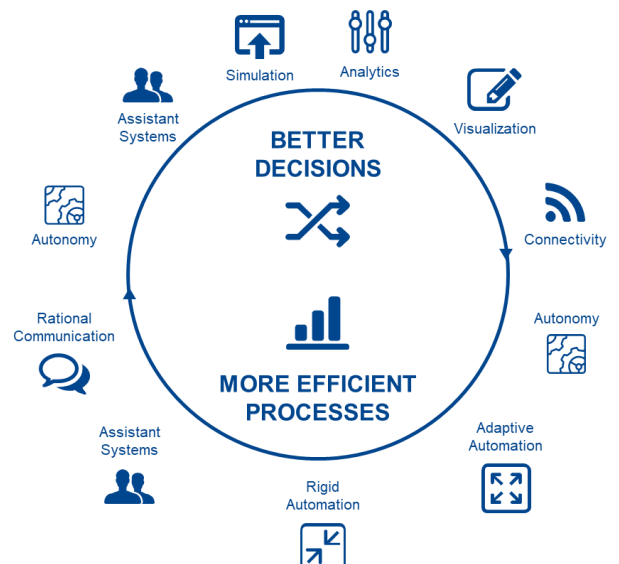 Simulation
Analytics
Assistant
Systems
Visualization
BETTER
DECISIONS
Autonomy
Connectivity
Rational
Communication
Autonomy
MORE EFFICIENT
PROCESSES
Assistant
Systems
Adaptive
Automation
Rigid
Automation